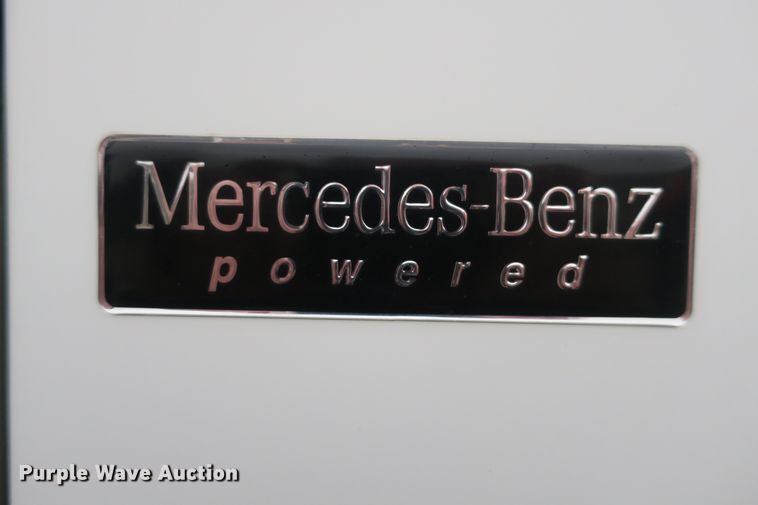 Mercedes-Benz
powered
Purple Wave Auction